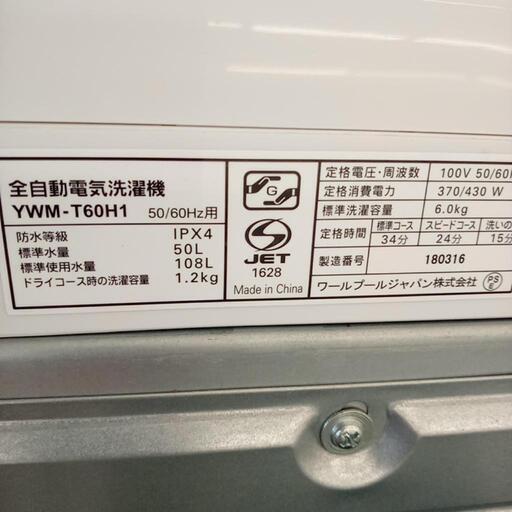 全自動電気洗濯機
YWM-T60H1 50/60Hz用
防水等級 IPX4
標準水量 50L
標準使用水量 108L
ドライコース時の洗濯容量 1.2kg
G
S
JET
1628
Made in China
定格電圧・周波数 100V 50/60
定格消費電力 370/430 W
標準洗濯容量 6.0kg
定格時間 標準コース スピードコース 洗いの
34分 24分 15分
製造番号 180316
ワールプールジャパン株式会社 PS E